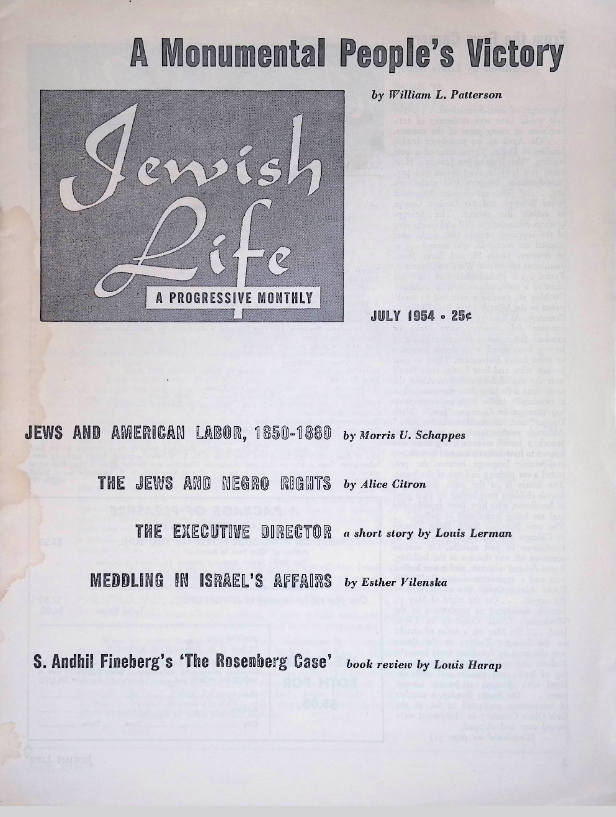 A Monumental People's Victory
by William L. Patterson
Jewish
Life
A PROGRESSIVE MONTHLY
JULY 1954 • 25¢
JEWS AND AMERICAN LABOR, 1850-1880 by Morris U. Schappes
THE JEWS AND NEGRO RIGHTS by Alice Citron
THE EXECUTIVE DIRECTOR a short story by Louis Lerman
MEDDLING IN ISRAEL'S AFFAIRS by Esther Vilenska
S. Andhil Fineberg's 'The Rosenberg Case' book review by Louis Harap